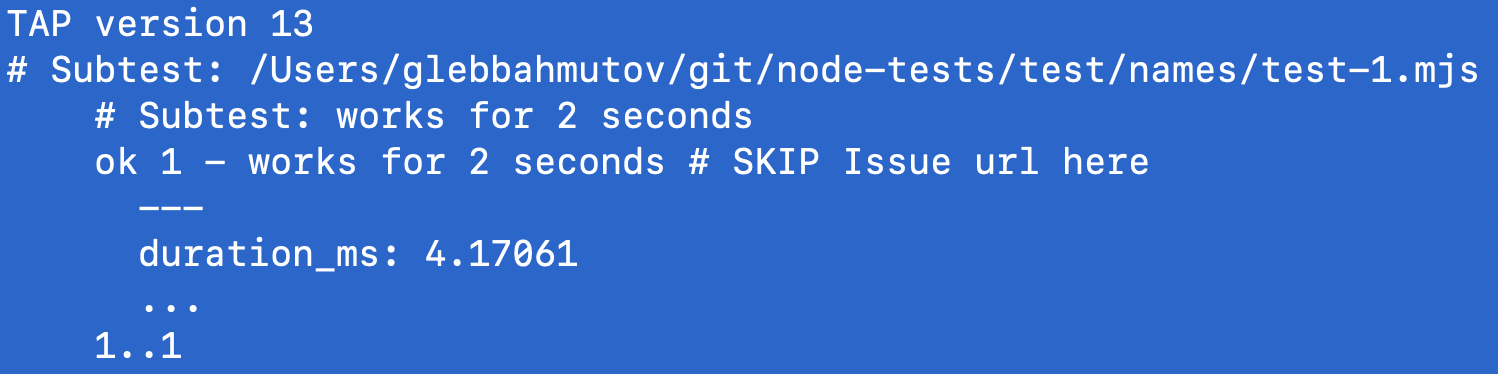 TAP version 13
# Subtest: /Users/glebbahmutov/git/node-tests/test/names/test-1.mjs
# Subtest: works for 2 seconds
ok 1 - works for 2 seconds # SKIP Issue url here
---
duration_ms: 4.17061
...
1..1